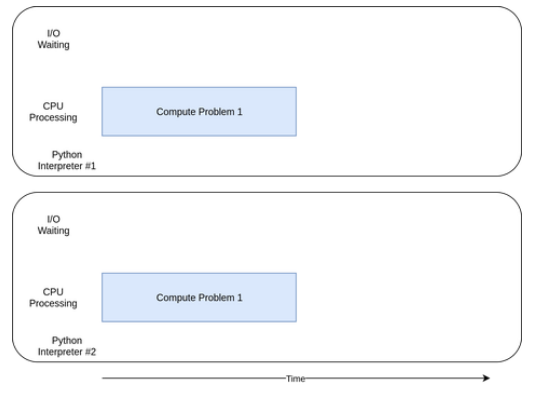 I/O
Waiting
CPU
Processing
Compute Problem 1
Python
Interpreter #1
I/O
Waiting
CPU
Processing
Compute Problem 1
Python
Interpreter #2
Time